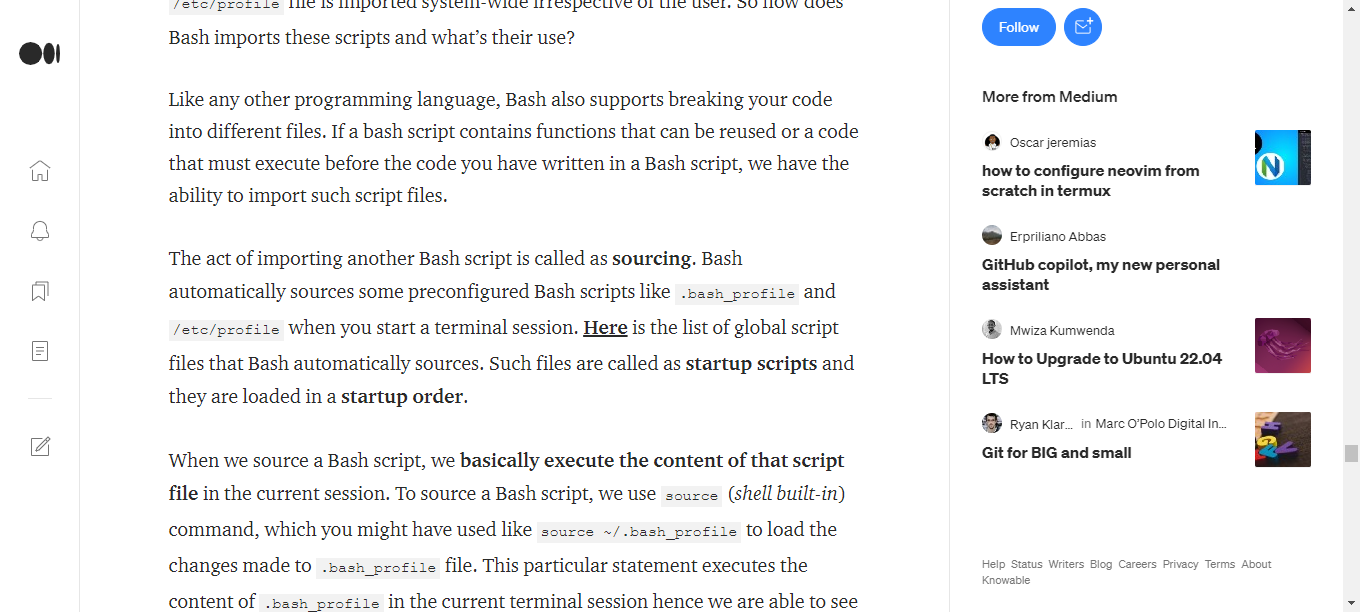 /etc/profile file is imported system-wide irrespective of the user. So how does
Bash imports these scripts and what’s their use?
Like any other programming language, Bash also supports breaking your code
into different files. If a bash script contains functions that can be reused or a code
that must execute before the code you have written in a Bash script, we have the
ability to import such script files.
The act of importing another Bash script is called as sourcing. Bash
automatically sources some preconfigured Bash scripts like .bash_profile and
/etc/profile when you start a terminal session. Here is the list of global script
files that Bash automatically sources. Such files are called as startup scripts and
they are loaded in a startup order.
When we source a Bash script, we basically execute the content of that script
file in the current session. To source a Bash script, we use source (shell built-in)
command, which you might have used like source ~/.bash_profile to load the
changes made to .bash_profile file. This particular statement executes the
content of .bash_profile in the current terminal session hence we are able to see
Follow
More from Medium
Oscar jeremias
how to configure neovim from
scratch in termux
Erpriliano Abbas
GitHub copilot, my new personal
assistant
Mwiza Kumwenda
How to Upgrade to Ubuntu 22.04
LTS
Ryan Klar... in Marc O’Polo Digital In...
Git for BIG and small
Help Status Writers Blog Careers Privacy Terms About
Knowable